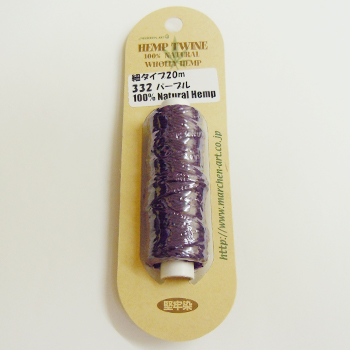 HEMP TWINE
100% NATURAL
WHOLLY HEMP
細タイプ20m
332 パープル
100% Natural Hemp
http://www.marchen-art.co.jp
堅牢染